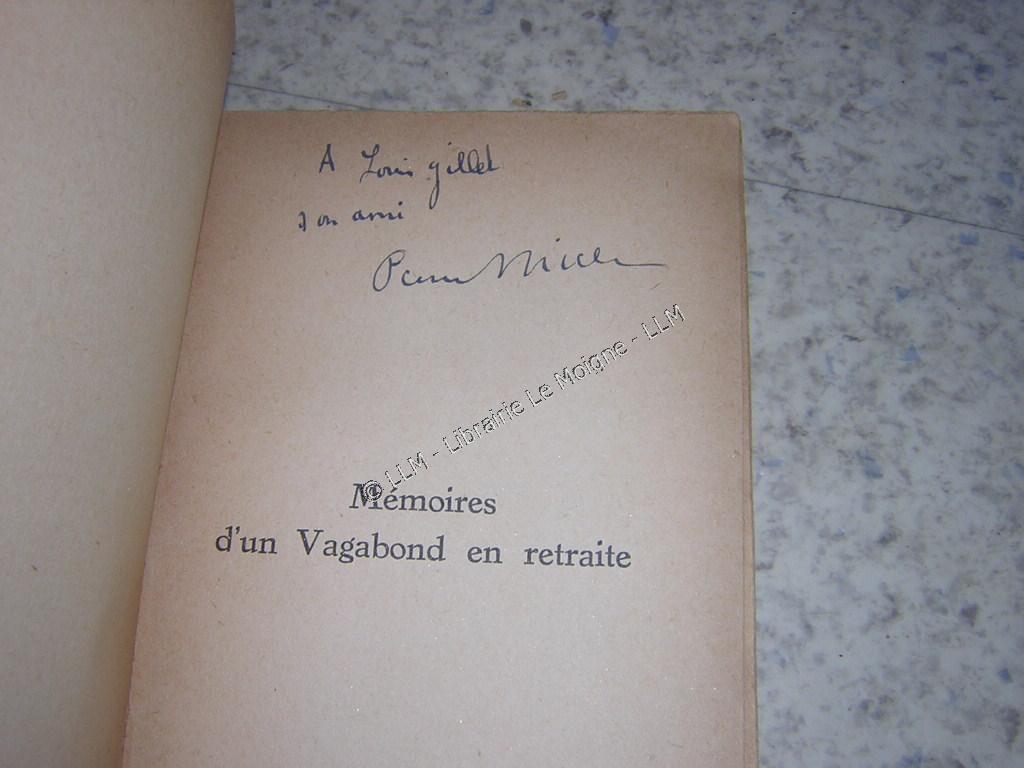 A Louis Gillet
son ami
Pierre Mille
© LLM - Librairie Le Moigne - LLM
Mémoires
d'un Vagabond en retraite